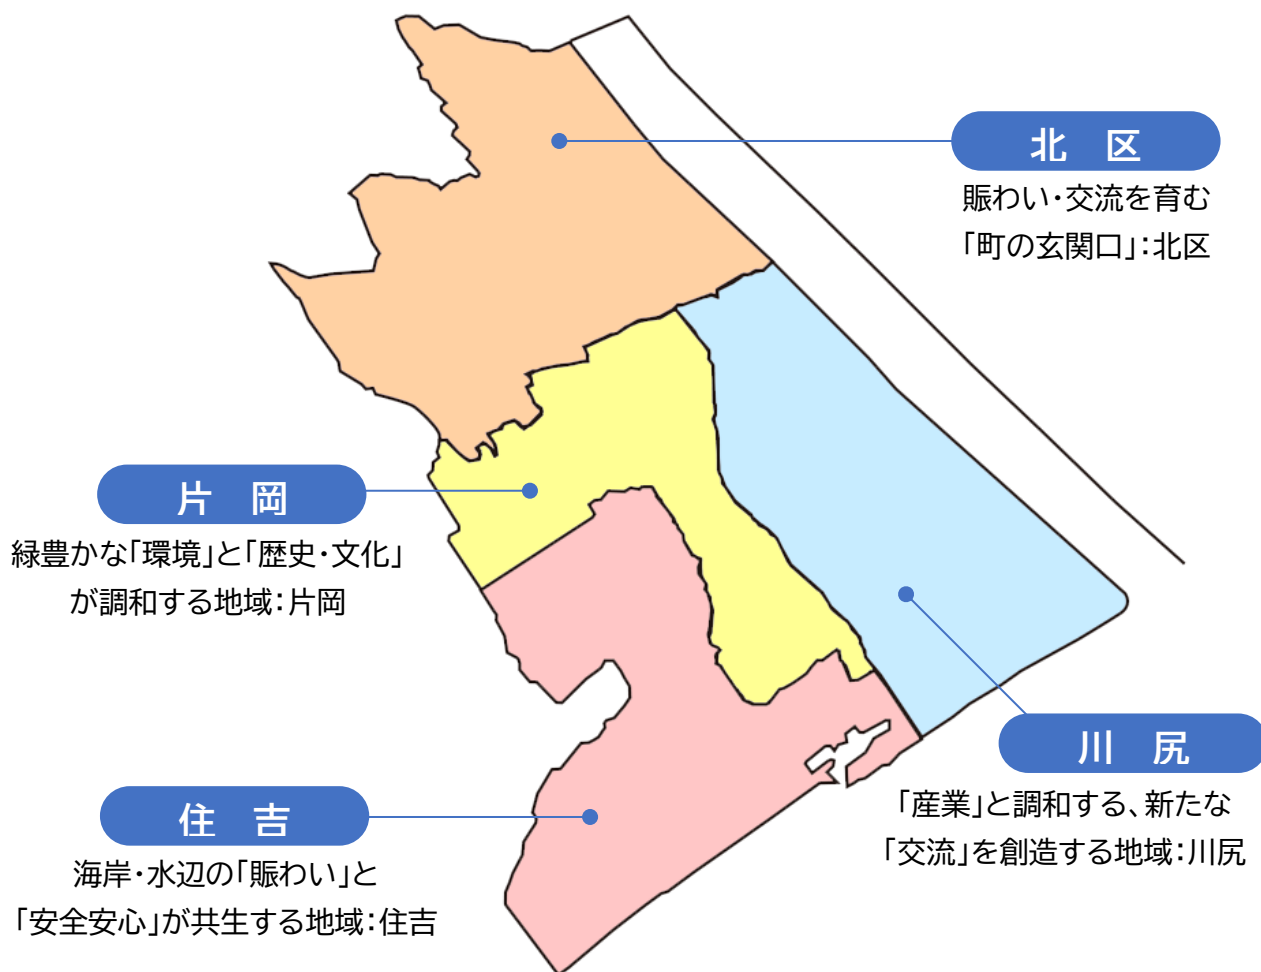 北　区
賑わい・交流を育む
「町の玄関口」:北区
片　岡
緑豊かな「環境」と「歴史・文化」
が調和する地域:片岡
川　尻
「産業」と調和する、新たな
「交流」を創造する地域:川尻
住　吉
海岸・水辺の「賑わい」と
「安全安心」が共生する地域:住吉